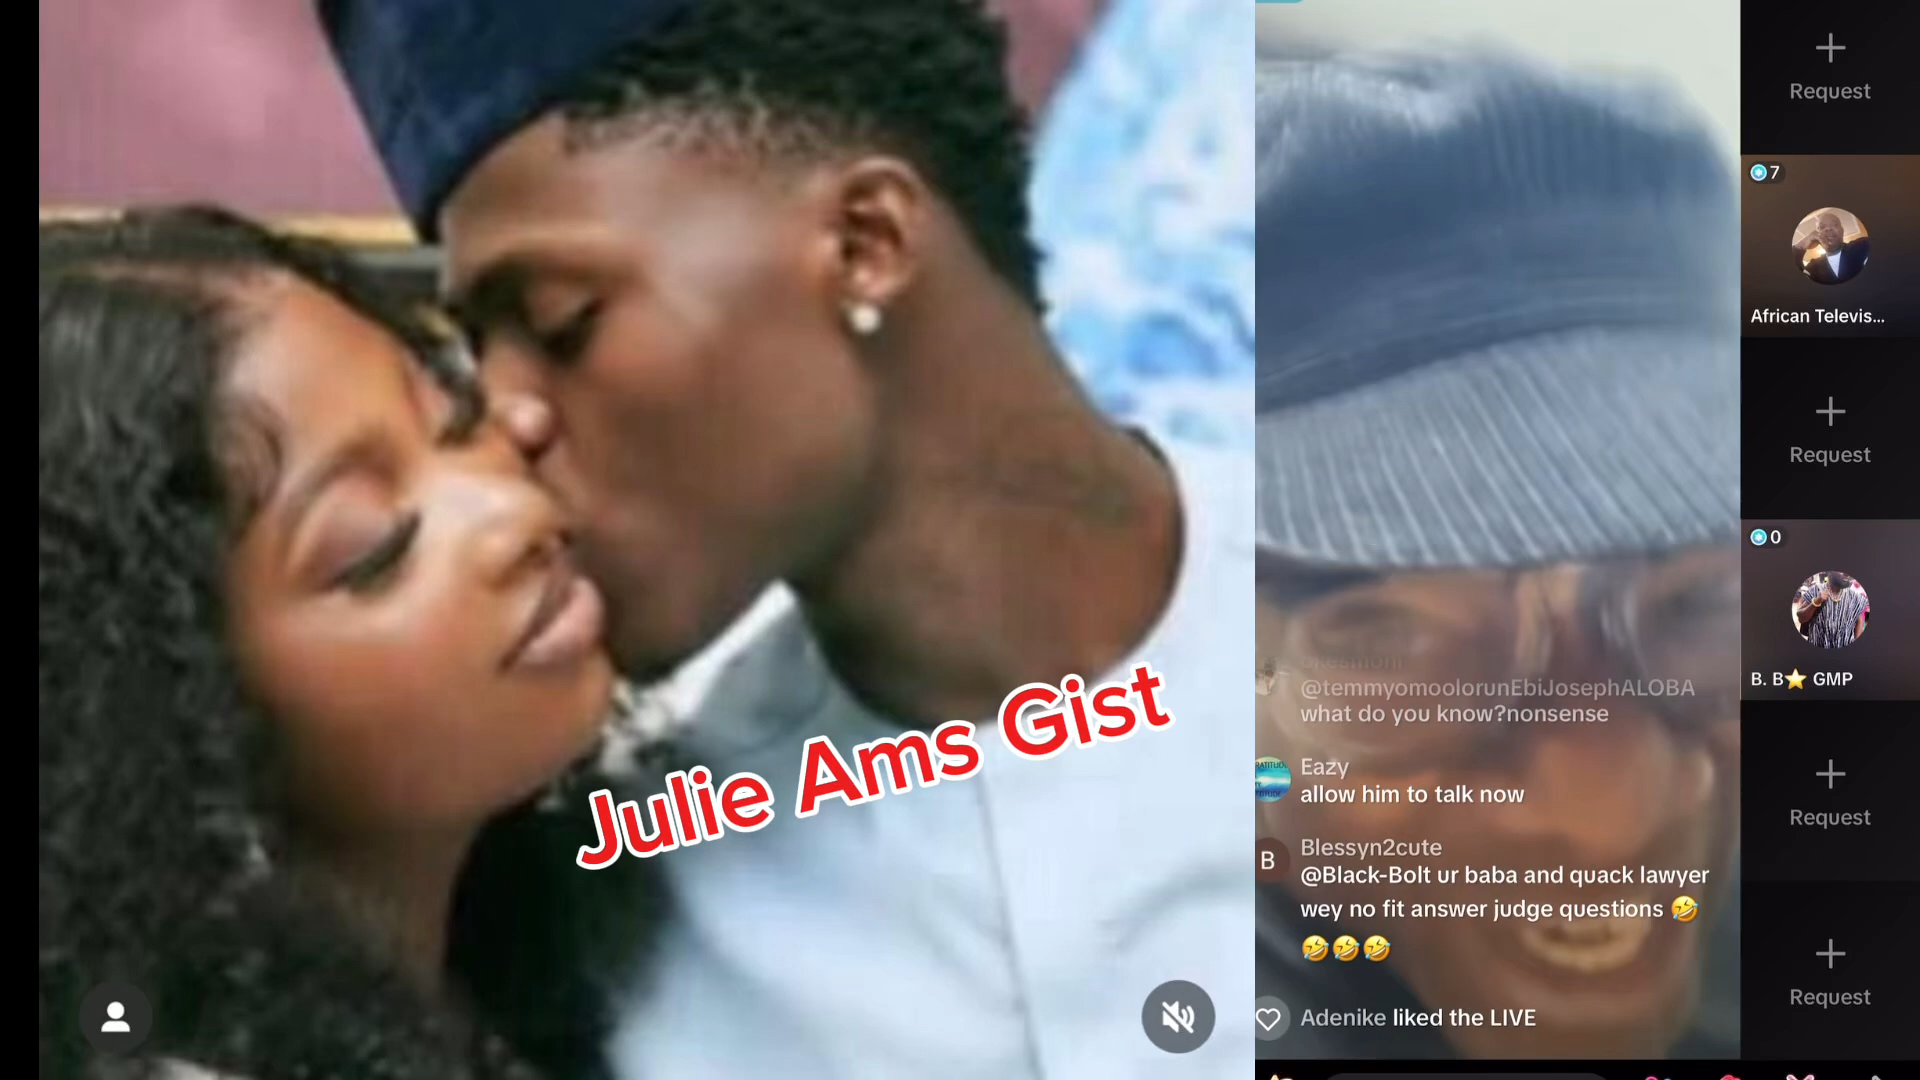 Julie Ams Gist
@temmyomoolorunEbiJosephALOBA
what do you know?nonsense
Eazy
allow him to talk now
B
Blessyn2cute
@Black-Bolt ur baba and quack lawyer
wey no fit answer judge questions 🤣
🤣🤣🤣
Adenike liked the LIVE
Request
7
African Televis...
Request
0
B. B⭐ GMP
Request
Request